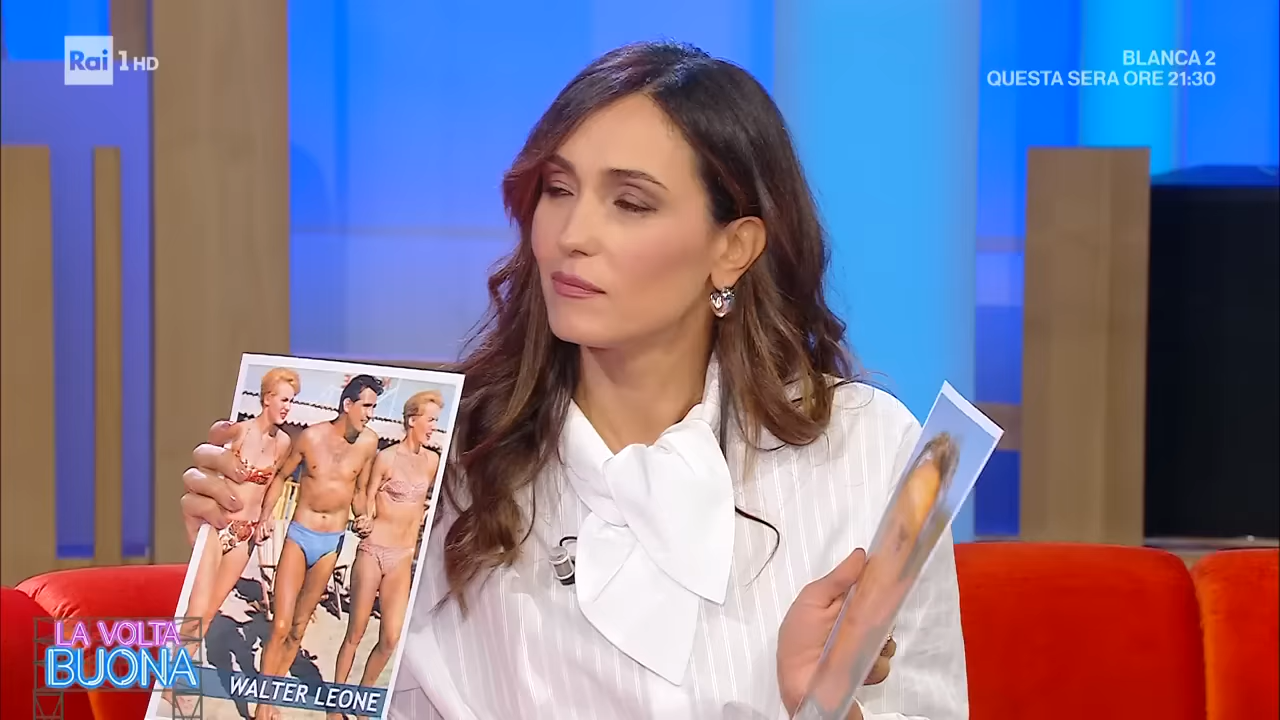 Rai 1 HD
BLANCA 2
QUESTA SERA ORE 21:30
LA VOLTA
BUONA
WALTER LEONE